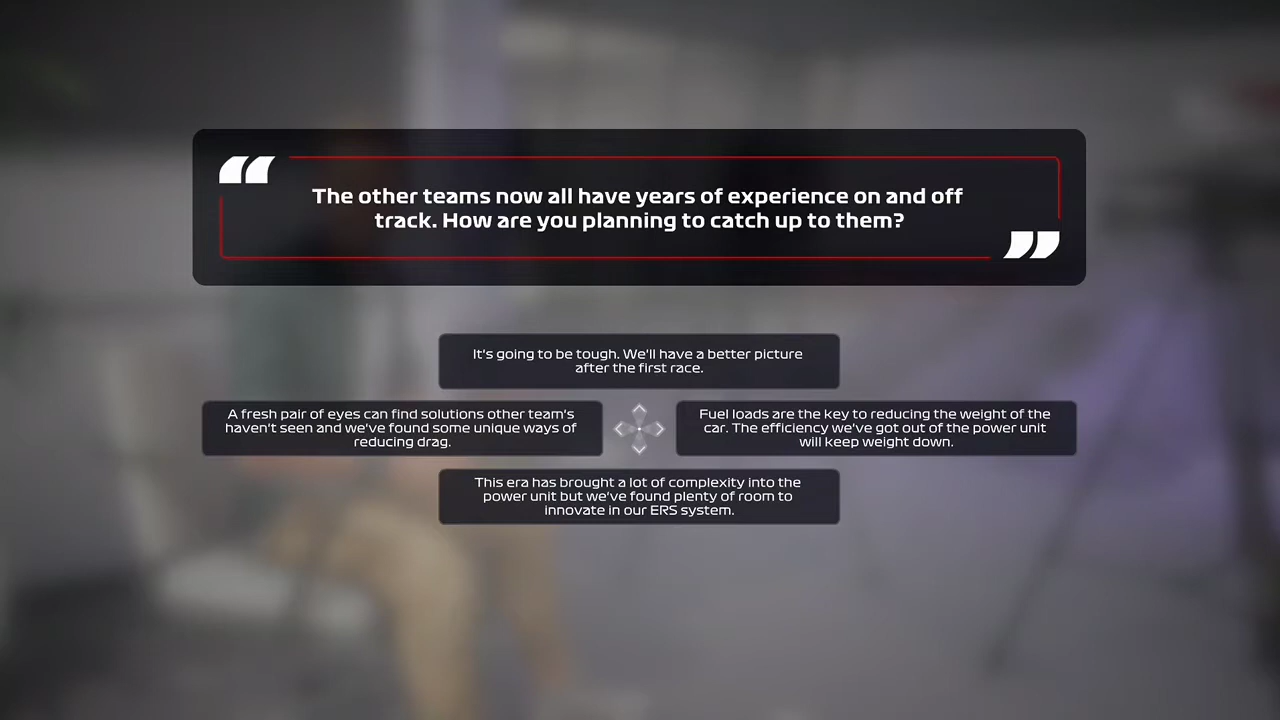 The other teams now all have years of experience on and off
track. How are you planning to catch up to them?
It's going to be tough. We'll have a better picture
after the first race.
A fresh pair of eyes can find solutions other team's
haven't seen and we've found some unique ways of
reducing drag.
Fuel loads are the key to reducing the weight of the
car. The efficiency we've got out of the power unit
will keep weight down.
This era has brought a lot of complexity into the
power unit but we've found plenty of room to
innovate in our ERS system.